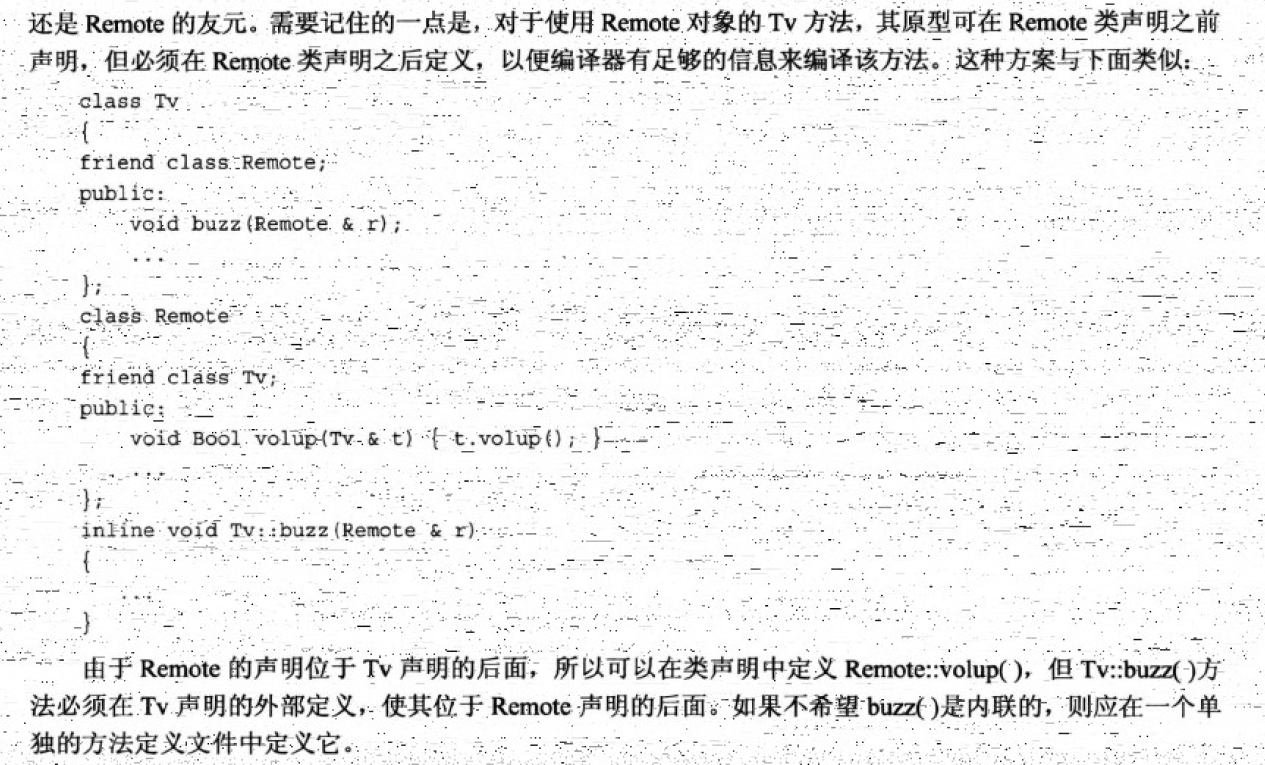 还是 Remote 的友元。需要记住的一点是，对于使用 Remote 对象的 Tv 方法，其原型可在 Remote 类声明之前
声明，但必须在 Remote 类声明之后定义，以便编译器有足够的信息来编译该方法。这种方案与下面类似：
class Tv
{
friend class Remote;
public:
    void buzz(Remote & r);
    ...
};
class Remote
{
friend class Tv;
public:
    void Bool volup(Tv & t) { t.volup(); }
    ...
};
inline void Tv::buzz(Remote & r)
{
    ...
}
由于 Remote 的声明位于 Tv 声明的后面，所以可以在类声明中定义 Remote::volup( )，但 Tv::buzz( )方
法必须在 Tv 声明的外部定义，使其位于 Remote 声明的后面。如果不希望 buzz( )是内联的，则应在一个单
独的方法定义文件中定义它。